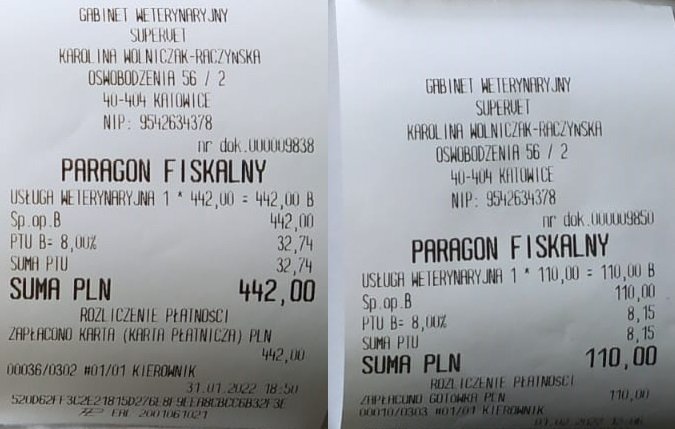 GABINET WETERYNARYJNY
SUPERVET
KAROLINA WOLNICZAK-RACZYŃSKA
OSWOBODZENIA 56 / 2
40-404 KATOWICE
NIP: 9542634378
nr dok.000009838
PARAGON FISKALNY
USŁUGA WETERYNARYJNA 1 * 442,00 = 442,00 B
Sp.op.B 442,00
PTU B= 8,00% 32,74
SUMA PTU 32,74
SUMA PLN 442,00
ROZLICZENIE PŁATNOŚCI
ZAPŁACONO KARTA (KARTA PŁATNICZA) PLN
442,00
00036/0302 #01/01 KIEROWNIK
31.01.2022 18:50
EAL 2001061021
GABINET WETERYNARYJNY
SUPERVET
KAROLINA WOLNICZAK-RACZYŃSKA
OSWOBODZENIA 56 / 2
40-404 KATOWICE
NIP: 9542634378
nr dok.000009850
PARAGON FISKALNY
USŁUGA WETERYNARYJNA 1 * 110,00 = 110,00 B
Sp.op.B 110,00
PTU B= 8,00% 8,15
SUMA PTU 8,15
SUMA PLN 110,00
ROZLICZENIE PŁATNOŚCI
ZAPŁACONO GOTÓWKA PLN 110,00
00010/0303 #01/01 KIEROWNIK